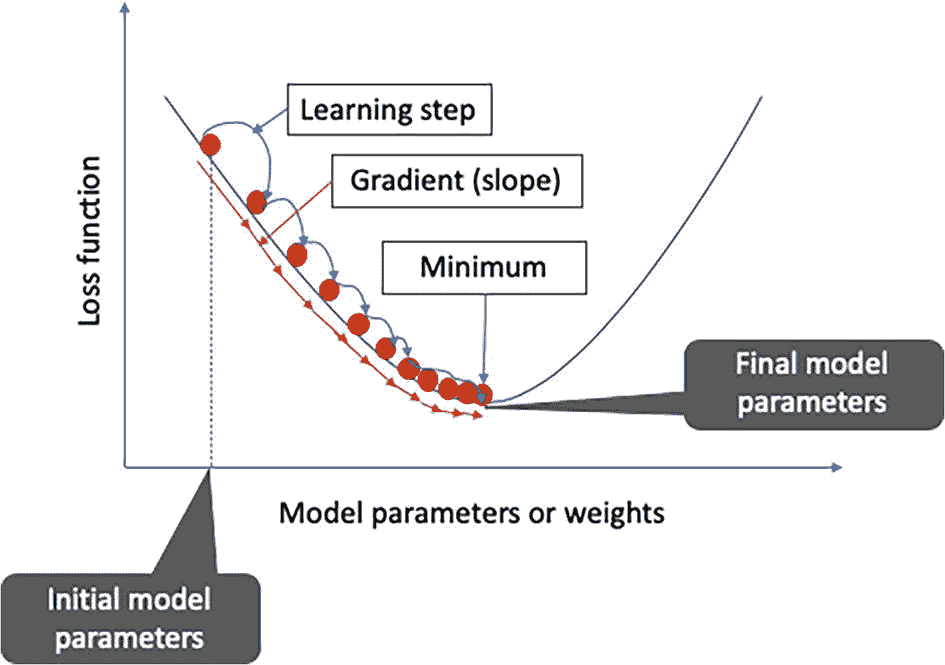 Learning step
Gradient (slope)
Minimum
Loss function
Final model
parameters
Model parameters or weights
Initial model
parameters